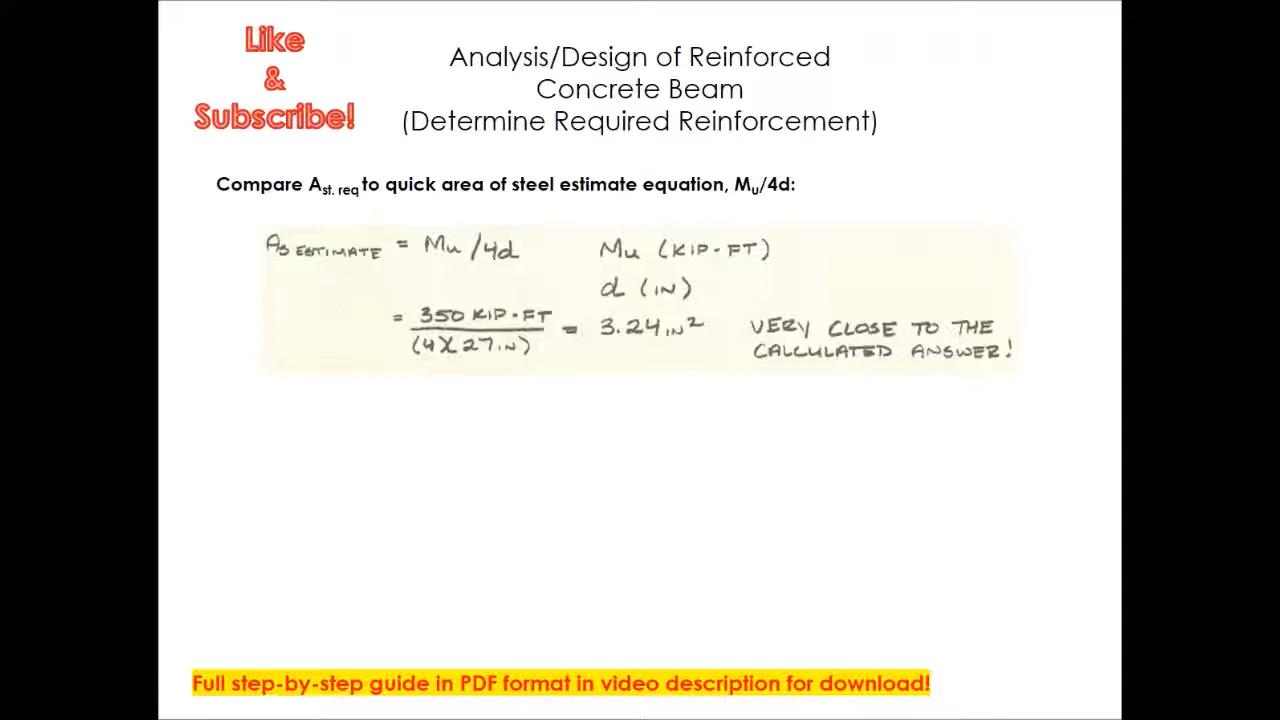 Like
&
Subscribe!
Analysis/Design of Reinforced
Concrete Beam
(Determine Required Reinforcement)
Compare Ast. req to quick area of steel estimate equation, Mu/4d:
As ESTIMATE = Mu/4d Mu (KIP-FT)
d (IN)
= 350 KIP-FT / (4)(27 IN) = 3.24 IN² VERY CLOSE TO THE
CALCULATED ANSWER!
Full step-by-step guide in PDF format in video description for download!